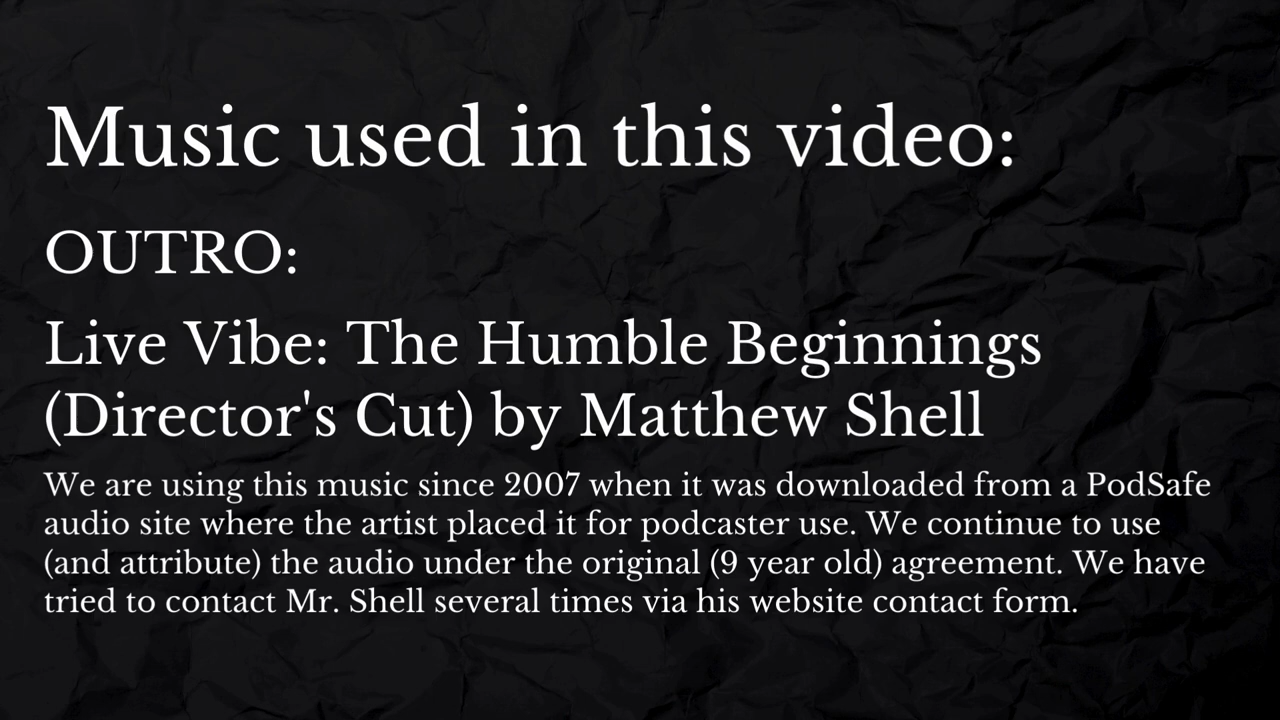 Music used in this video:
OUTRO:
Live Vibe: The Humble Beginnings
(Director's Cut) by Matthew Shell
We are using this music since 2007 when it was downloaded from a PodSafe
audio site where the artist placed it for podcaster use. We continue to use
(and attribute) the audio under the original (9 year old) agreement. We have
tried to contact Mr. Shell several times via his website contact form.